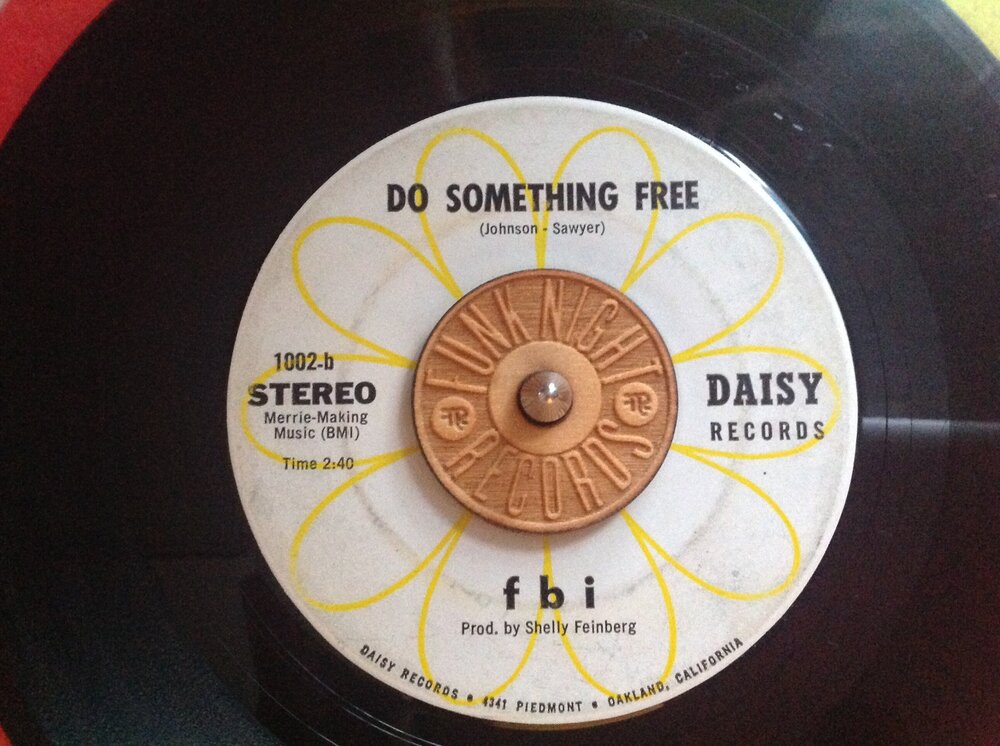 DO SOMETHING FREE
(Johnson - Sawyer)
FUNK NIGHT
RECORDS
1002-b
STEREO
Merrie-Making
Music (BMI)
Time 2:40
DAISY
RECORDS
fbi
Prod. by Shelly Feinberg
DAISY RECORDS • 4341 PIEDMONT • OAKLAND, CALIFORNIA